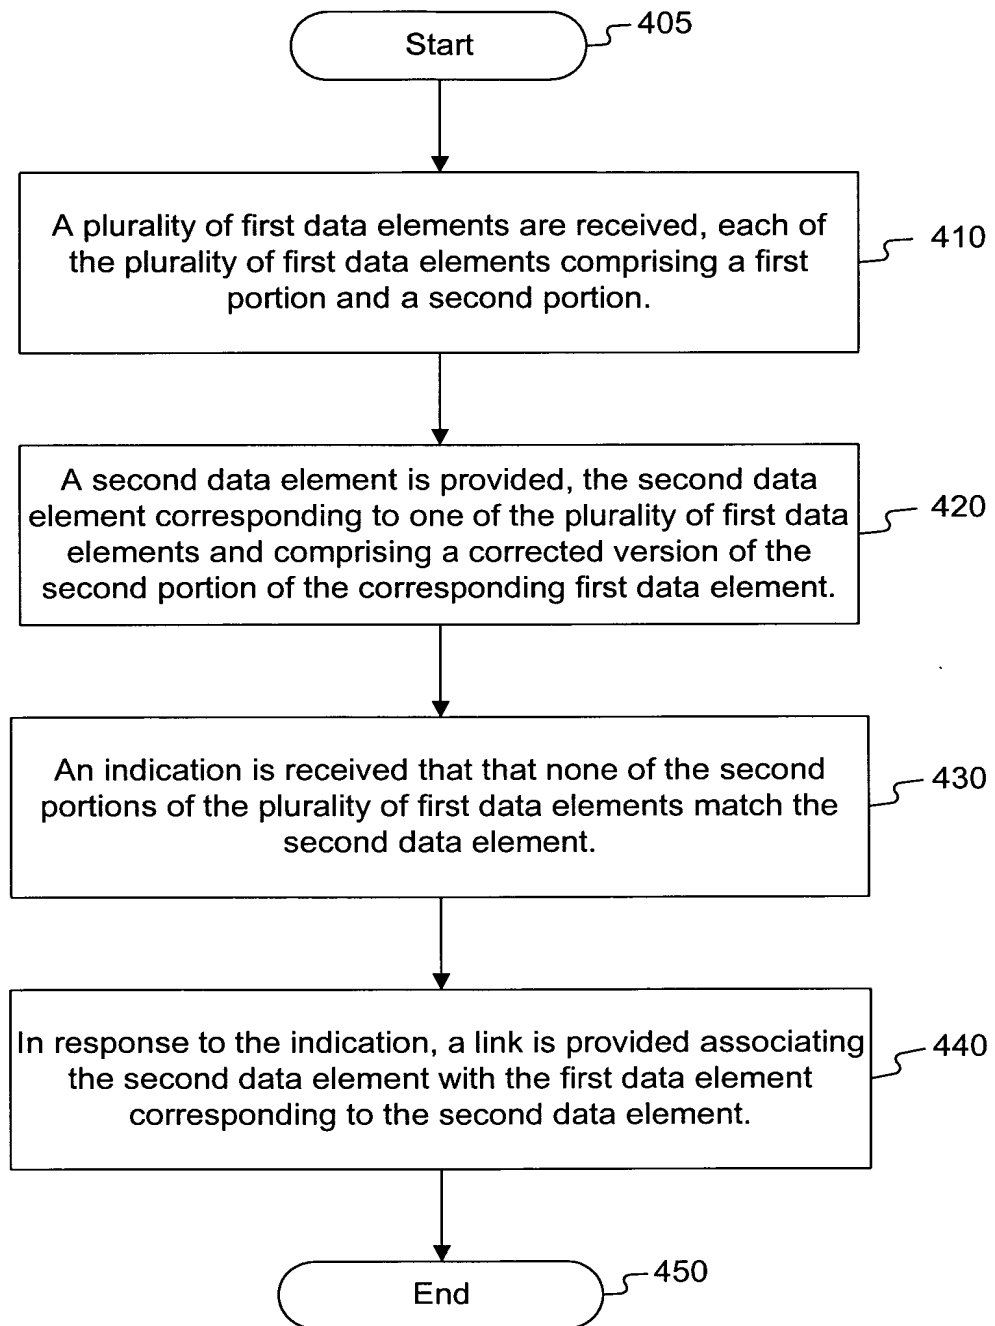 Start
405
A plurality of first data elements are received, each of
the plurality of first data elements comprising a first
portion and a second portion.
410
A second data element is provided, the second data
element corresponding to one of the plurality of first data
elements and comprising a corrected version of the
second portion of the corresponding first data element.
420
An indication is received that that none of the second
portions of the plurality of first data elements match the
second data element.
430
In response to the indication, a link is provided associating
the second data element with the first data element
corresponding to the second data element.
440
End
450